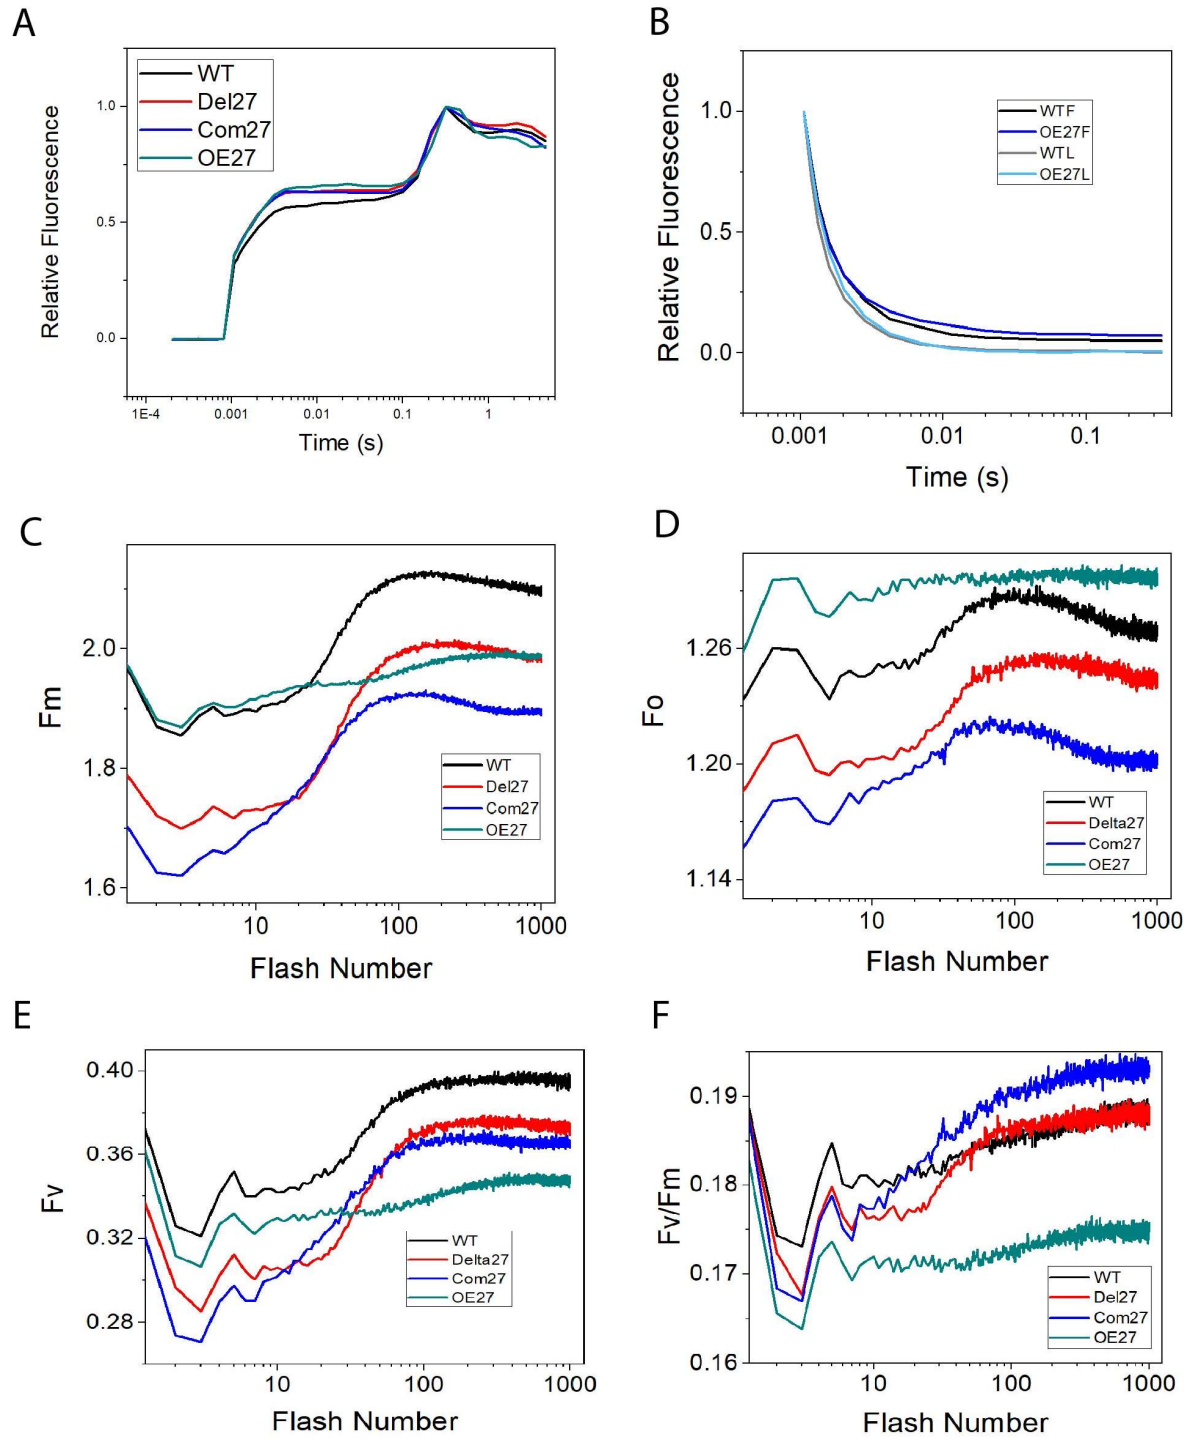 A
WT
Del27
Com27
OE27
Relative Fluorescence
1.0
0.5
0.0
1E-4
0.001
0.01
0.1
1
Time (s)
B
WTF
OE27F
WTL
OE27L
Relative Fluorescence
1.0
0.5
0.0
0.001
0.01
0.1
Time (s)
C
Fm
2.0
1.8
1.6
WT
Del27
Com27
OE27
10
100
1000
Flash Number
D
Fo
1.26
1.20
1.14
WT
Delta27
Com27
OE27
10
100
1000
Flash Number
E
Fv
0.40
0.36
0.32
0.28
WT
Delta27
Com27
OE27
10
100
1000
Flash Number
F
Fv/Fm
0.19
0.18
0.17
0.16
WT
Del27
Com27
OE27
10
100
1000
Flash Number